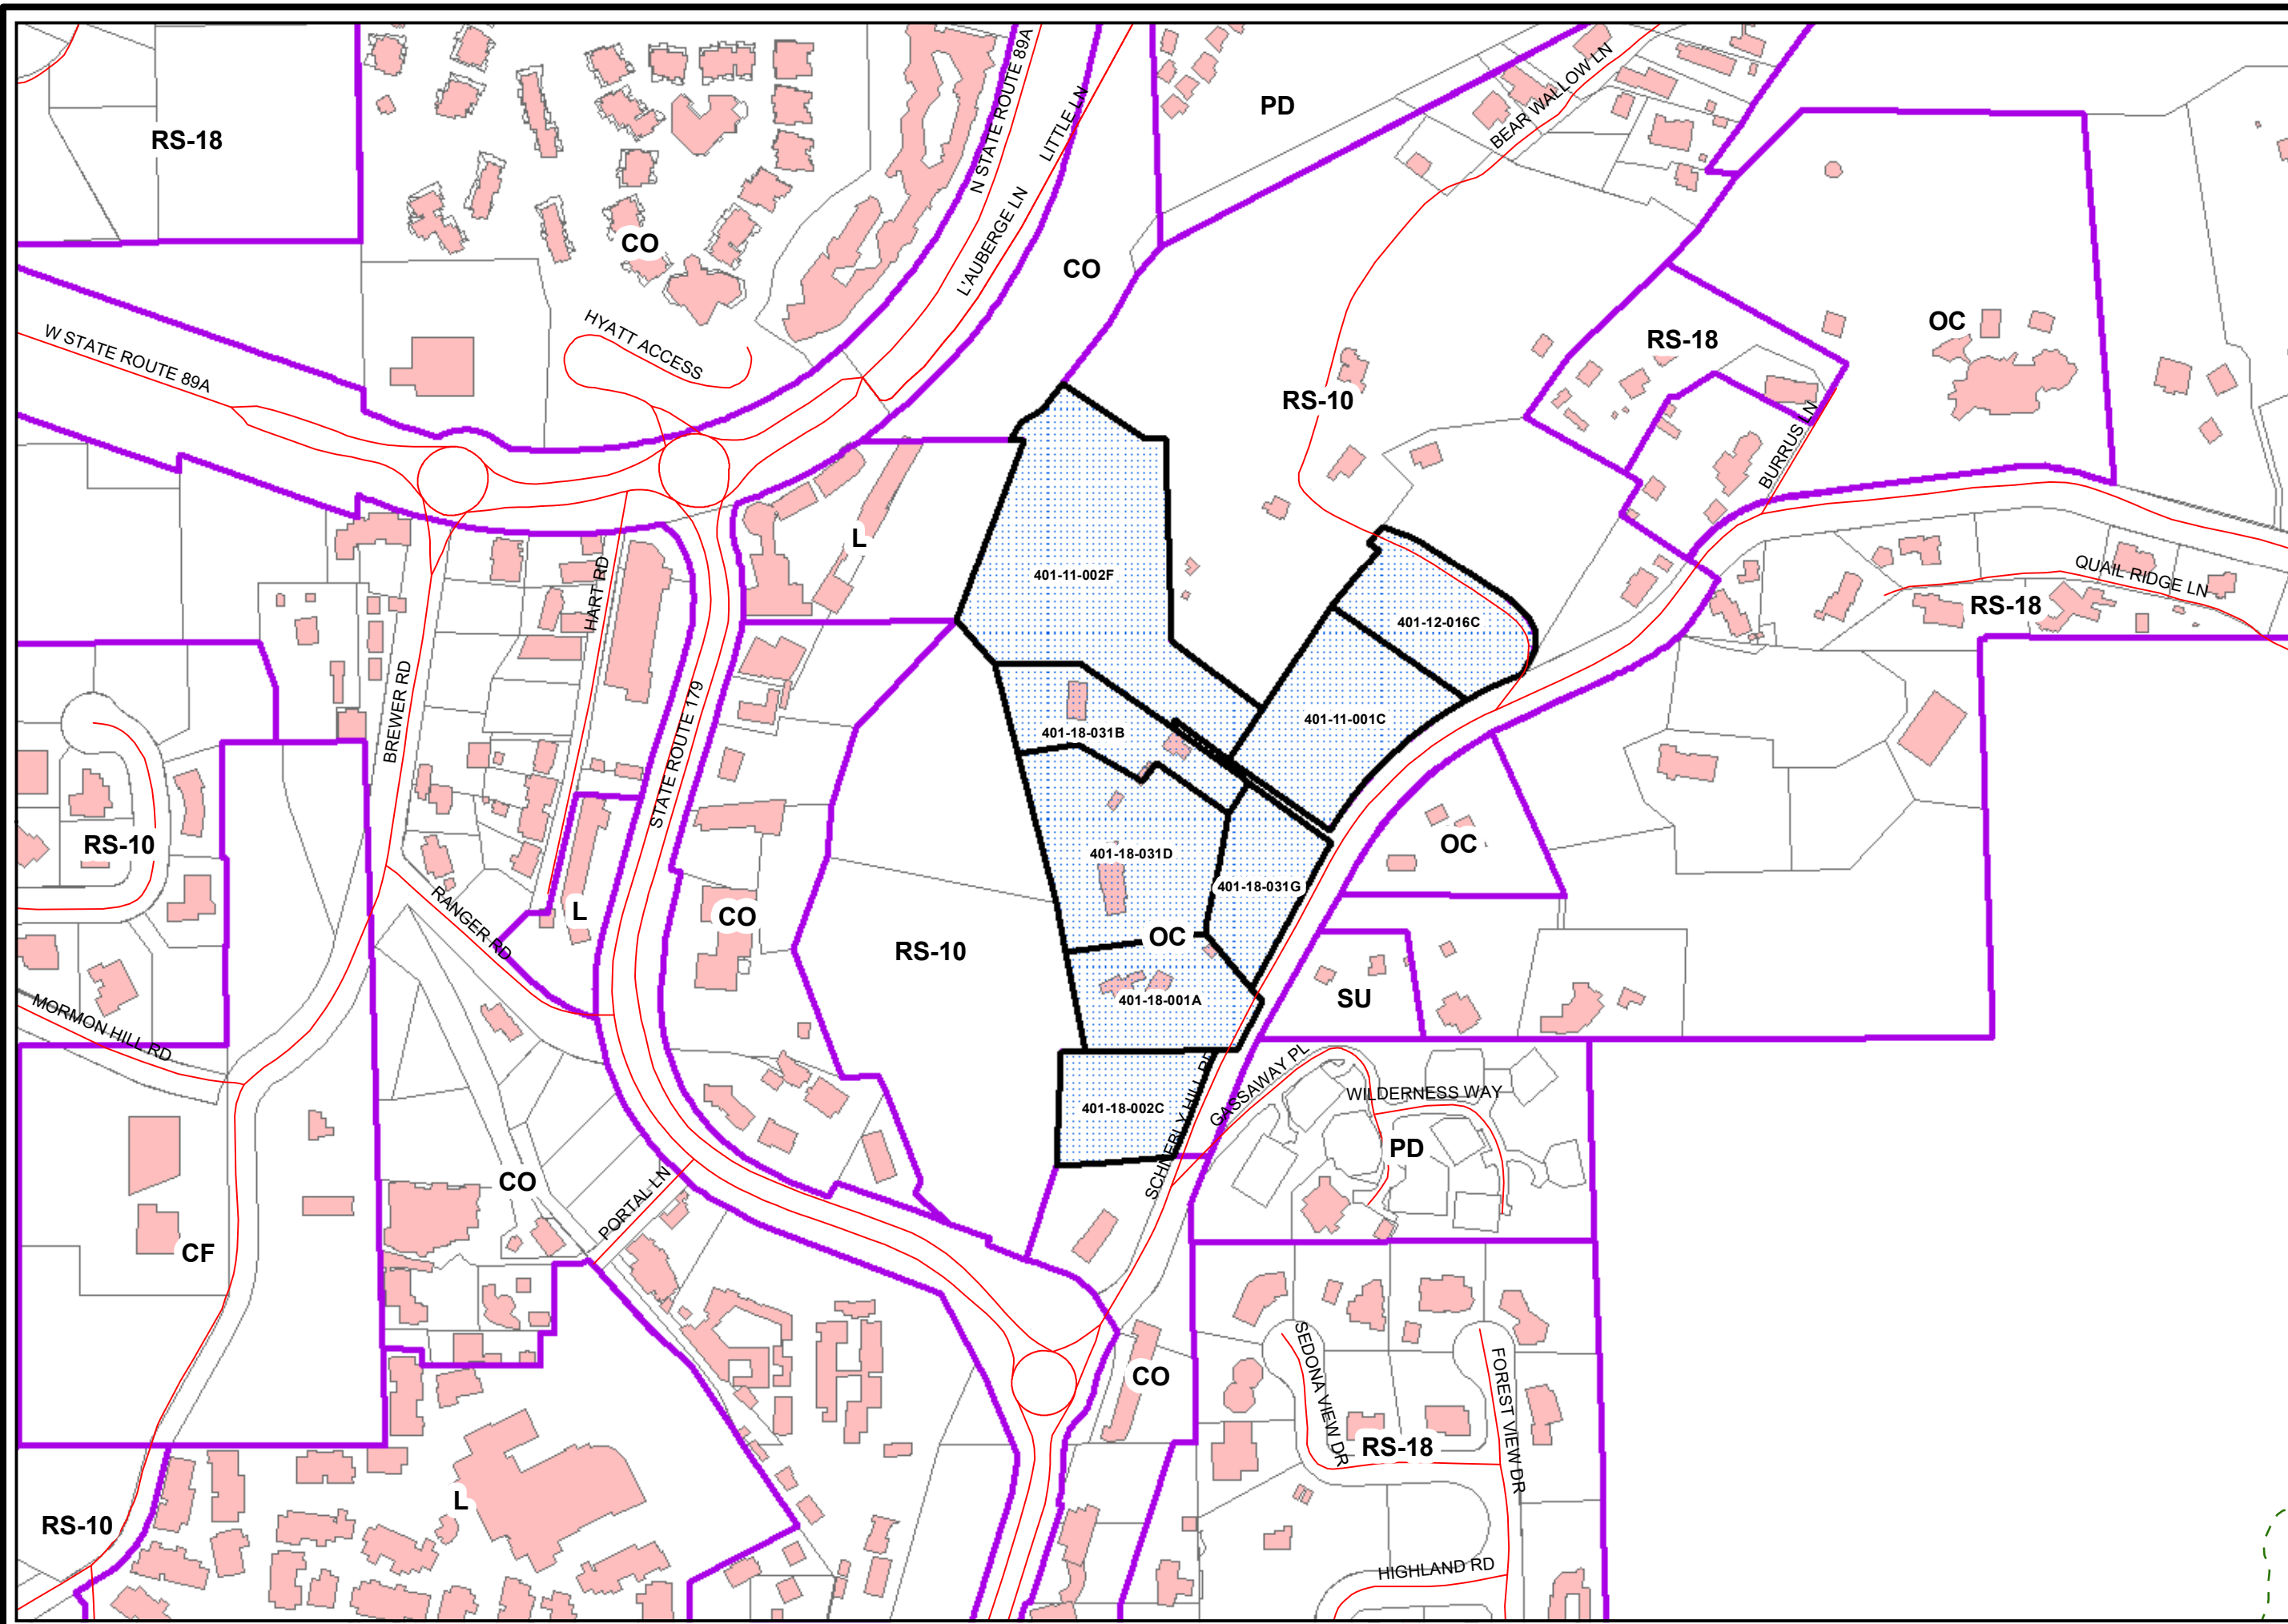 N STATE ROUTE 89A
BEAR WALLOW LN
PD
LITTLE LN
RS-18
CO
L'AUBERGE LN
CO
OC
HYATT ACCESS
RS-18
W STATE ROUTE 89A
RS-10
BURRUS LN
L
HART RD
401-11-002F
QUAIL RIDGE LN
RS-18
401-12-016C
BREWER RD
STATE ROUTE 179
401-11-001C
401-18-031B
RS-10
OC
401-18-031D
401-18-031G
RANGER RD
L
CO
RS-10
OC
401-18-001A
SU
MORMON HILL RD
GASSAWAY PL
WILDERNESS WAY
401-18-002C
SCHNEBLY HILL RD
PD
CO
PORTAL LN
CF
SEDONA VIEW DR
FOREST VIEW DR
CO
RS-18
L
RS-10
HIGHLAND RD